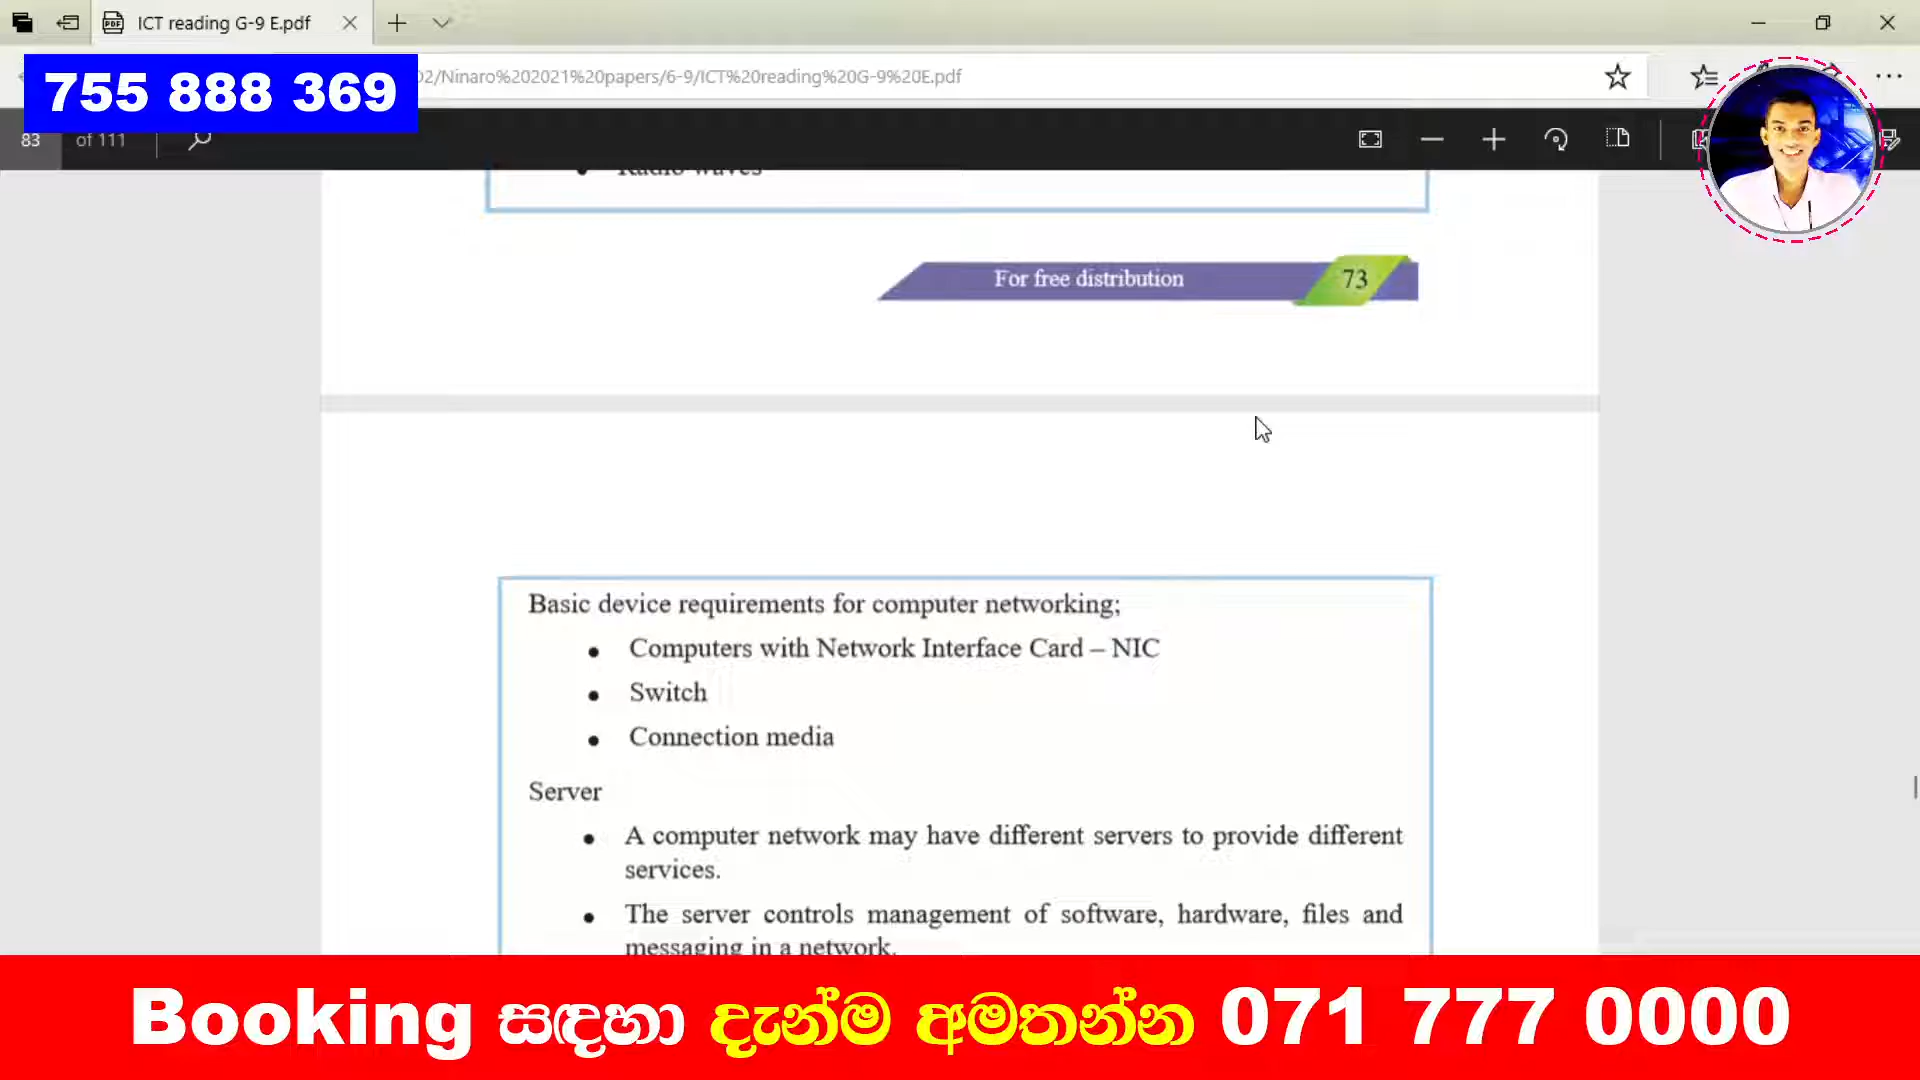 ICT reading G-9 E.pdf
755 888 369
D2/Ninaro%202021%20papers/6-9/ICT%20reading%20G-9%20E.pdf
83 of 111
Radio waves
For free distribution 73
Basic device requirements for computer networking;
• Computers with Network Interface Card – NIC
• Switch
• Connection media
Server
• A computer network may have different servers to provide different
services.
• The server controls management of software, hardware, files and
messaging in a network.
Booking සඳහා දැන්ම අමතන්න 071 777 0000